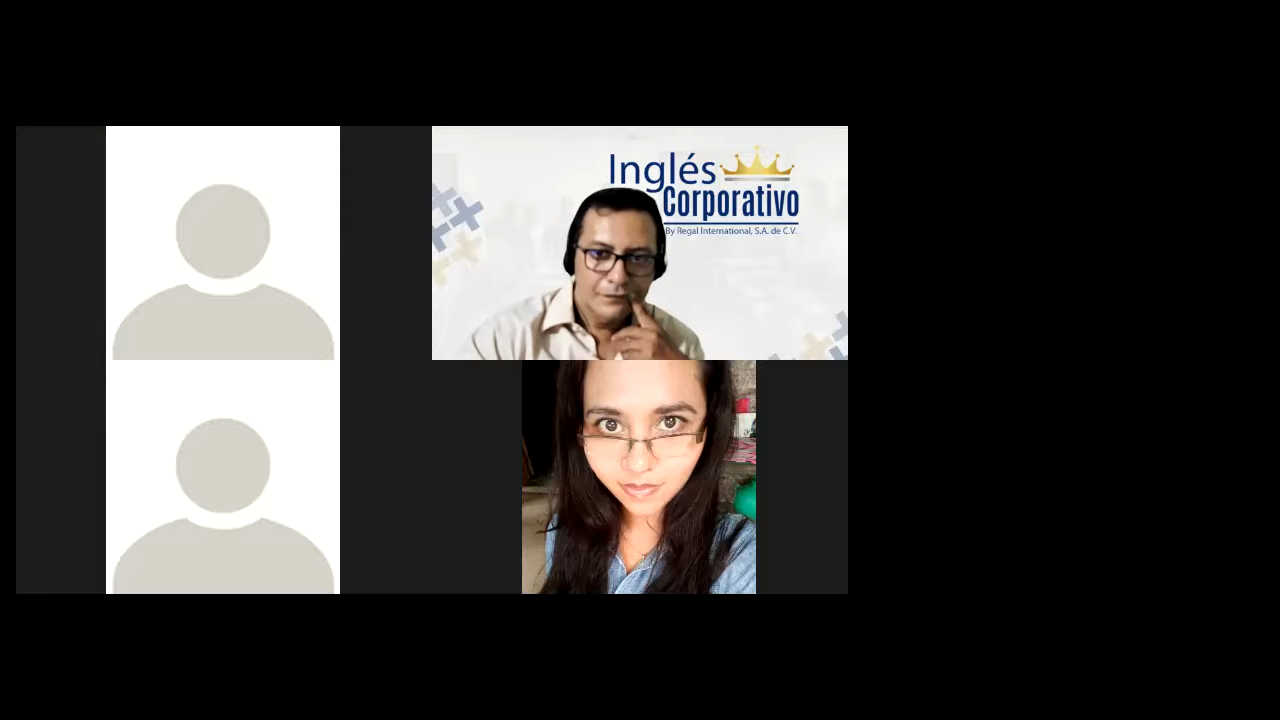 Inglés
Corporativo
By Regal International, S.A. de C.V.